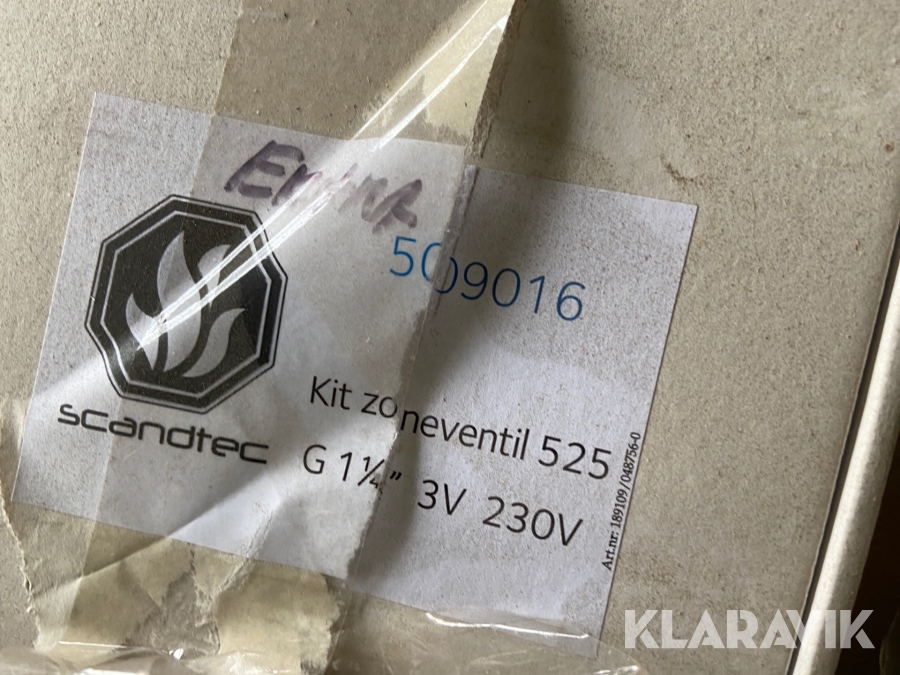 509016
scandtec
Kit zoneventil 525
G 1¼" 3V 230V
Art.nr: 189109/048756-0
KLARAVIK